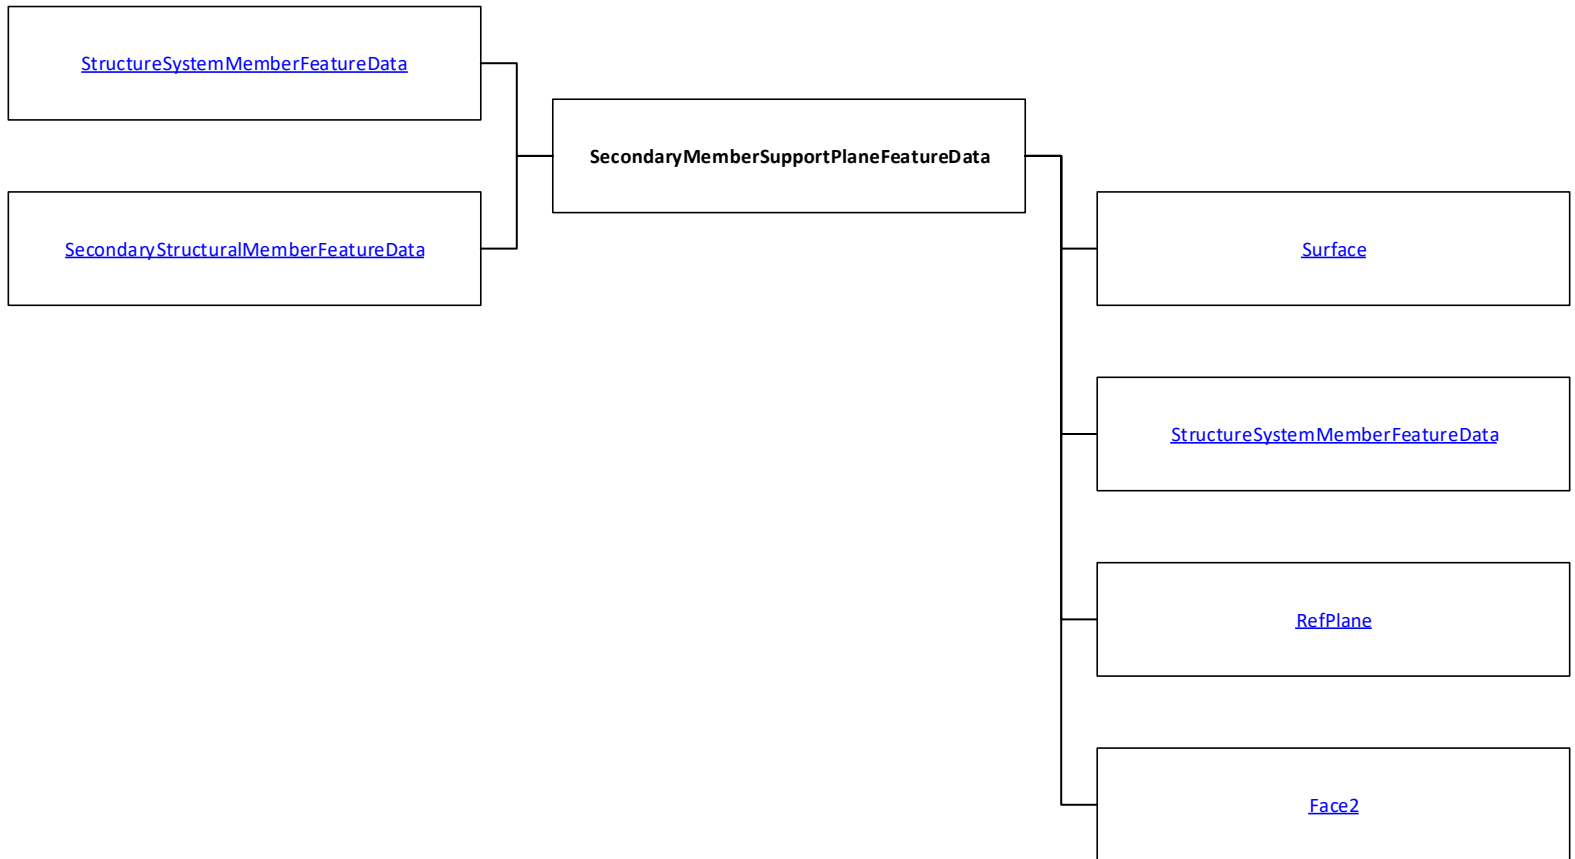 StructureSystemMemberFeatureData
SecondaryStructuralMemberFeatureData
SecondaryMemberSupportPlaneFeatureData
Surface
StructureSystemMemberFeatureData
RefPlane
Face2